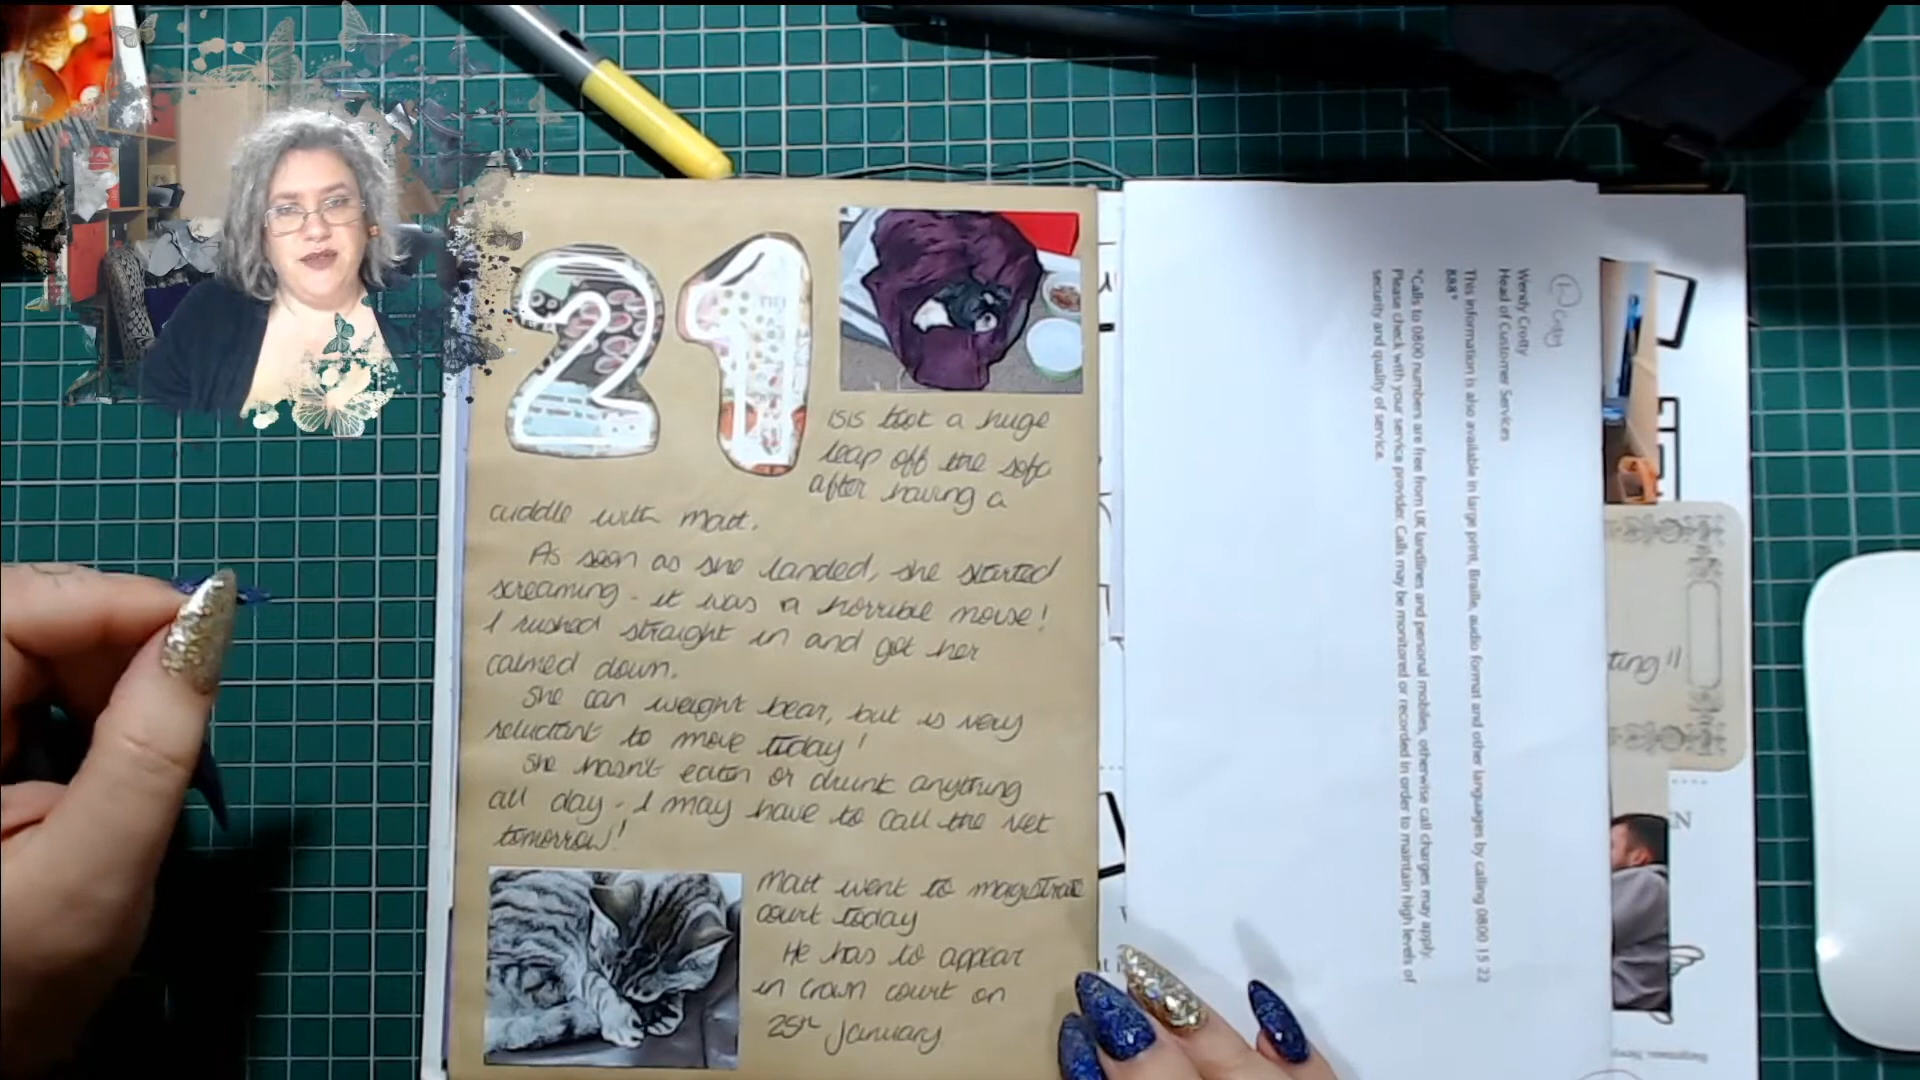 21
ISIS took a huge
leap off the sofa
after having a
cuddle with Matt.
As soon as she landed, she started
screaming - it was a horrible noise!
I rushed straight in and got her
calmed down.
She can weight bear, but is very
reluctant to move today!
She hasn't eaten or drunk anything
all day - I may have to call the vet
tomorrow!
Matt went to magistrate
court today
He has to appear
in crown court on
25th January
Wendy Crofty
Head of Customer Services
This information is also available in large print, Braille, audio format and other languages by calling 0800 15 22
888*
*Calls to 0800 numbers are free from UK landlines and personal mobiles, otherwise call charges may apply.
Please check with your service provider. Calls may be monitored or recorded in order to maintain high levels of
security and quality of service.
ting!!
EN